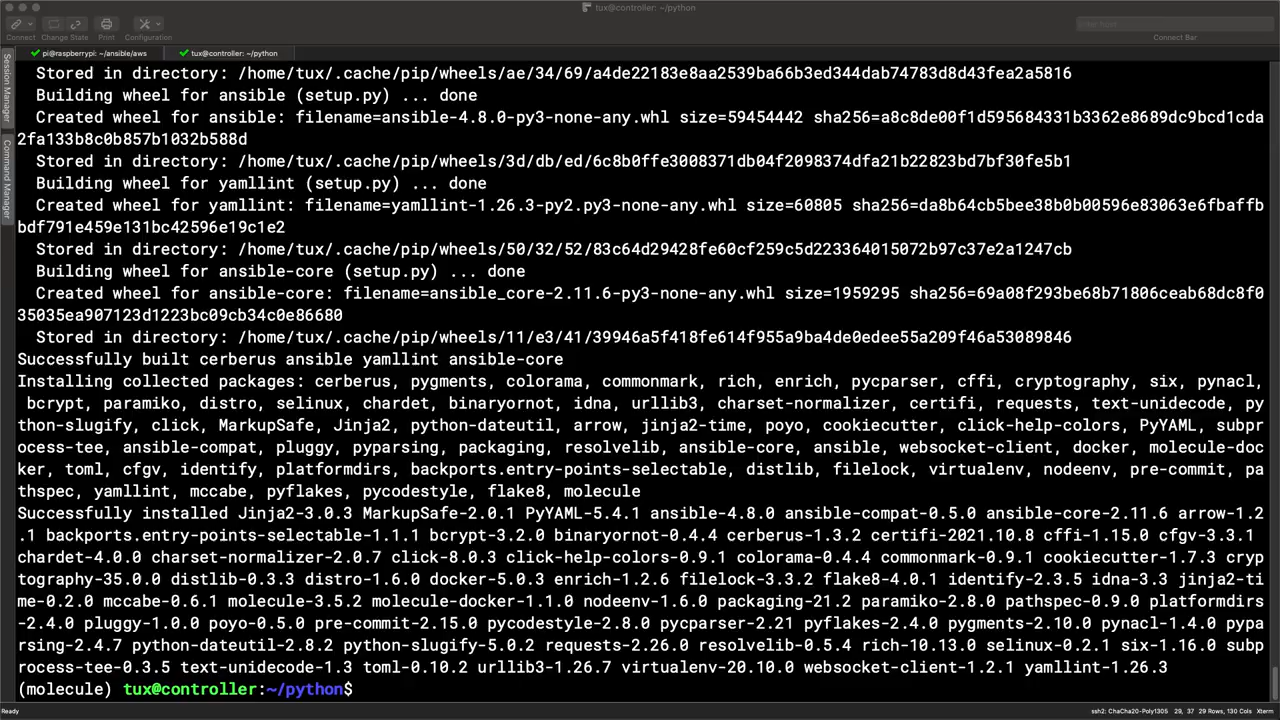 tux@controller: ~/python
Connect
Change State
Print
Configuration
Enter host
Connect Bar
Session Manager
Command Manager
pi@raspberrypi: ~/ansible/aws
tux@controller: ~/python
Stored in directory: /home/tux/.cache/pip/wheels/ae/34/69/a4de22183e8aa2539ba66b3ed344dab74783d8d43fea2a5816
Building wheel for ansible (setup.py) ... done
Created wheel for ansible: filename=ansible-4.8.0-py3-none-any.whl size=59454442 sha256=a8c8de00f1d595684331b3362e8689dc9bcd1cda
2fa133b8c0b857b1032b588d
Stored in directory: /home/tux/.cache/pip/wheels/3d/db/ed/6c8b0ffe3008371db04f2098374dfa21b22823bd7bf30fe5b1
Building wheel for yamllint (setup.py) ... done
Created wheel for yamllint: filename=yamllint-1.26.3-py2.py3-none-any.whl size=60805 sha256=da8b64cb5bee38b0b00596e83063e6fbaffb
bdf791e459e131bc42596e19c1e2
Stored in directory: /home/tux/.cache/pip/wheels/50/32/52/83c64d29428fe60cf259c5d223364015072b97c37e2a1247cb
Building wheel for ansible-core (setup.py) ... done
Created wheel for ansible-core: filename=ansible_core-2.11.6-py3-none-any.whl size=1959295 sha256=69a08f293be68b71806ceab68dc8f0
035035ea907123d1223bc09cb34c0e86680
Stored in directory: /home/tux/.cache/pip/wheels/11/e3/41/39946a5f418fe614f955a9ba4de0edee55a209f46a53089846
Successfully built cerberus ansible yamllint ansible-core
Installing collected packages: cerberus, pygments, colorama, commonmark, rich, enrich, pycparser, cffi, cryptography, six, pynacl,
bcrypt, paramiko, distro, selinux, chardet, binaryornot, idna, urllib3, charset-normalizer, certifi, requests, text-unidecode, py
thon-slugify, click, MarkupSafe, Jinja2, python-dateutil, arrow, jinja2-time, poyo, cookiecutter, click-help-colors, PyYAML, subpr
ocess-tee, ansible-compat, pluggy, pyparsing, packaging, resolvelib, ansible-core, ansible, websocket-client, docker, molecule-doc
ker, toml, cfgv, identify, platformdirs, backports.entry-points-selectable, distlib, filelock, virtualenv, nodeenv, pre-commit, pa
thspec, yamllint, mccabe, pyflakes, pycodestyle, flake8, molecule
Successfully installed Jinja2-3.0.3 MarkupSafe-2.0.1 PyYAML-5.4.1 ansible-4.8.0 ansible-compat-0.5.0 ansible-core-2.11.6 arrow-1.2
.1 backports.entry-points-selectable-1.1.1 bcrypt-3.2.0 binaryornot-0.4.4 cerberus-1.3.2 certifi-2021.10.8 cffi-1.15.0 cfgv-3.3.1
chardet-4.0.0 charset-normalizer-2.0.7 click-8.0.3 click-help-colors-0.9.1 colorama-0.4.4 commonmark-0.9.1 cookiecutter-1.7.3 cryp
tography-35.0.0 distlib-0.3.3 distro-1.6.0 docker-5.0.3 enrich-1.2.6 filelock-3.3.2 flake8-4.0.1 identify-2.3.5 idna-3.3 jinja2-ti
me-0.2.0 mccabe-0.6.1 molecule-3.5.2 molecule-docker-1.1.0 nodeenv-1.6.0 packaging-21.2 paramiko-2.8.0 pathspec-0.9.0 platformdirs
-2.4.0 pluggy-1.0.0 poyo-0.5.0 pre-commit-2.15.0 pycodestyle-2.8.0 pycparser-2.21 pyflakes-2.4.0 pygments-2.10.0 pynacl-1.4.0 pypa
rsing-2.4.7 python-dateutil-2.8.2 python-slugify-5.0.2 requests-2.26.0 resolvelib-0.5.4 rich-10.13.0 selinux-0.2.1 six-1.16.0 subp
rocess-tee-0.3.5 text-unidecode-1.3 toml-0.10.2 urllib3-1.26.7 virtualenv-20.10.0 websocket-client-1.2.1 yamllint-1.26.3
(molecule) tux@controller:~/python$
Ready
ssh2: ChaCha20-Poly1305 29, 37 29 Rows, 130 Cols Xterm